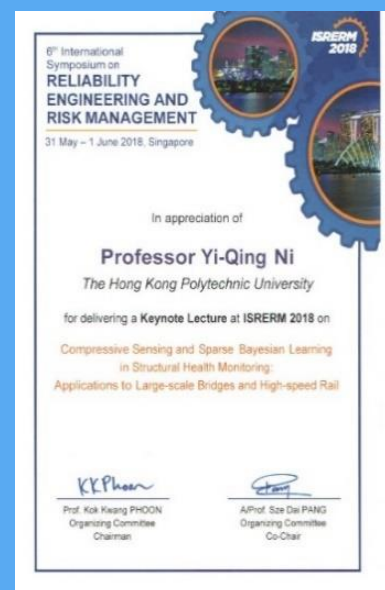 6th International
Symposium on
RELIABILITY
ENGINEERING AND
RISK MANAGEMENT
31 May – 1 June 2018, Singapore
ISRERM
2018
In appreciation of
Professor Yi-Qing Ni
The Hong Kong Polytechnic University
for delivering a Keynote Lecture at ISRERM 2018 on
Compressive Sensing and Sparse Bayesian Learning
in Structural Health Monitoring:
Applications to Large-scale Bridges and High-speed Rail
KKPhoon
Prof. Kok Kwang PHOON
Organizing Committee
Chairman
A/Prof. Sze Dai PANG
Organizing Committee
Co-Chair